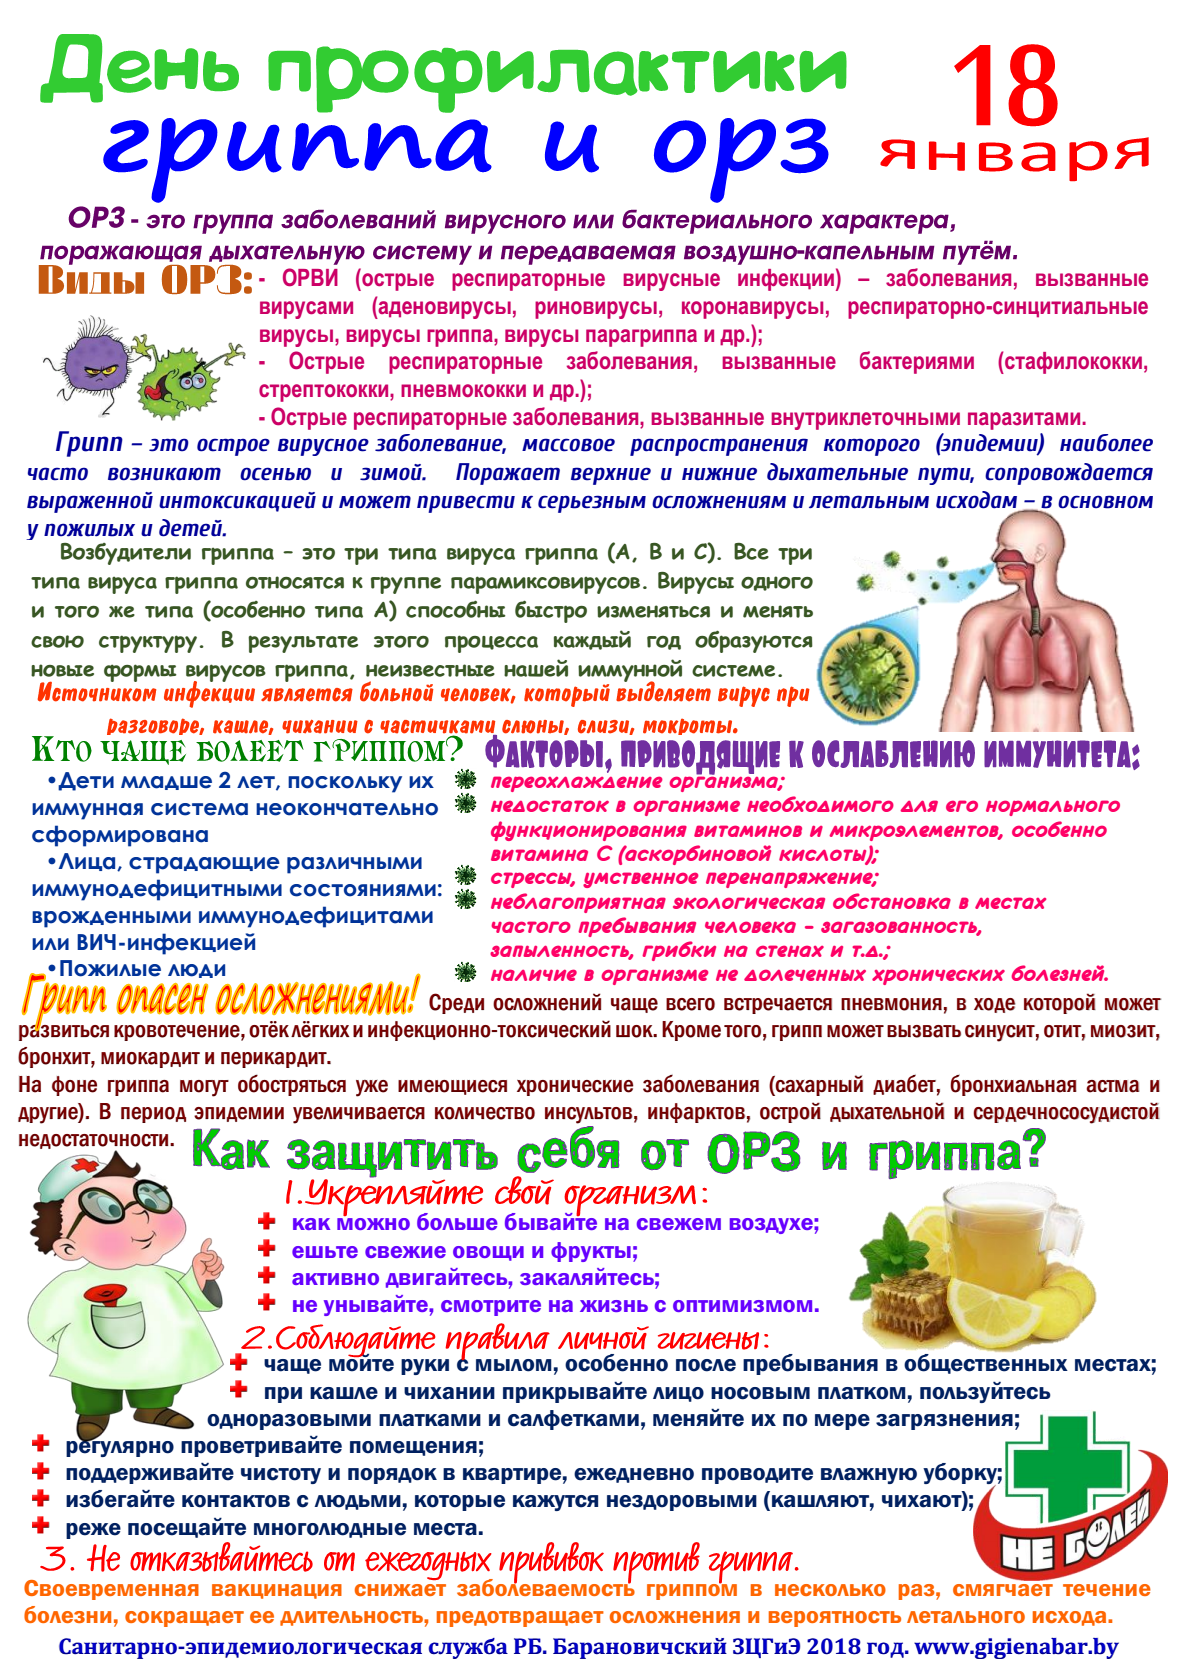 День профилактики
гриппа и орз
18
января
ОРЗ - это группа заболеваний вирусного или бактериального характера,
поражающая дыхательную систему и передаваемая воздушно-капельным путём.
Виды ОРЗ:
- ОРВИ (острые респираторные вирусные инфекции) – заболевания, вызванные
вирусами (аденовирусы, риновирусы, коронавирусы, респираторно-синцитиальные
вирусы, вирусы гриппа, вирусы парагриппа и др.);
- Острые респираторные заболевания, вызванные бактериями (стафилококки,
стрептококки, пневмококки и др.);
- Острые респираторные заболевания, вызванные внутриклеточными паразитами.
Грипп – это острое вирусное заболевание, массовое распространения которого (эпидемии) наиболее
часто возникают осенью и зимой. Поражает верхние и нижние дыхательные пути, сопровождается
выраженной интоксикацией и может привести к серьезным осложнениям и летальным исходам – в основном
у пожилых и детей.
Возбудители гриппа – это три типа вируса гриппа (А, В и С). Все три
типа вируса гриппа относятся к группе парамиксовирусов. Вирусы одного
и того же типа (особенно типа А) способны быстро изменяться и менять
свою структуру. В результате этого процесса каждый год образуются
новые формы вирусов гриппа, неизвестные нашей иммунной системе.
Источником инфекции является больной человек, который выделяет вирус при
разговоре, кашле, чихании с частичками слюны, слизи, мокроты.
Кто чаще болеет гриппом?
•Дети младше 2 лет, поскольку их
иммунная система неокончательно
сформирована
•Лица, страдающие различными
иммунодефицитными состояниями:
врожденными иммунодефицитами
или ВИЧ-инфекцией
•Пожилые люди
Факторы, приводящие к ослаблению иммунитета:
переохлаждение организма;
недостаток в организме необходимого для его нормального
функционирования витаминов и микроэлементов, особенно
витамина С (аскорбиновой кислоты);
стрессы, умственное перенапряжение;
неблагоприятная экологическая обстановка в местах
частого пребывания человека - загазованность,
запыленность, грибки на стенах и т.д.;
наличие в организме не долеченных хронических болезней.
Грипп опасен осложнениями!
Среди осложнений чаще всего встречается пневмония, в ходе которой может
развиться кровотечение, отёк лёгких и инфекционно-токсический шок. Кроме того, грипп может вызвать синусит, отит, миозит,
бронхит, миокардит и перикардит.
На фоне гриппа могут обостряться уже имеющиеся хронические заболевания (сахарный диабет, бронхиальная астма и
другие). В период эпидемии увеличивается количество инсультов, инфарктов, острой дыхательной и сердечнососудистой
недостаточности.
Как защитить себя от ОРЗ и гриппа?
1.Укрепляйте свой организм:
как можно больше бывайте на свежем воздухе;
ешьте свежие овощи и фрукты;
активно двигайтесь, закаляйтесь;
не унывайте, смотрите на жизнь с оптимизмом.
2.Соблюдайте правила личной гигиены:
чаще мойте руки с мылом, особенно после пребывания в общественных местах;
при кашле и чихании прикрывайте лицо носовым платком, пользуйтесь
одноразовыми платками и салфетками, меняйте их по мере загрязнения;
регулярно проветривайте помещения;
поддерживайте чистоту и порядок в квартире, ежедневно проводите влажную уборку;
избегайте контактов с людьми, которые кажутся нездоровыми (кашляют, чихают);
реже посещайте многолюдные места.
НЕ БОЛЕЙ
3. Не отказывайтесь от ежегодных прививок против гриппа.
Своевременная вакцинация снижает заболеваемость гриппом в несколько раз, смягчает течение
болезни, сокращает ее длительность, предотвращает осложнения и вероятность летального исхода.
Санитарно-эпидемиологическая служба РБ. Барановичский ЗЦГиЭ 2018 год. www.gigienabar.by